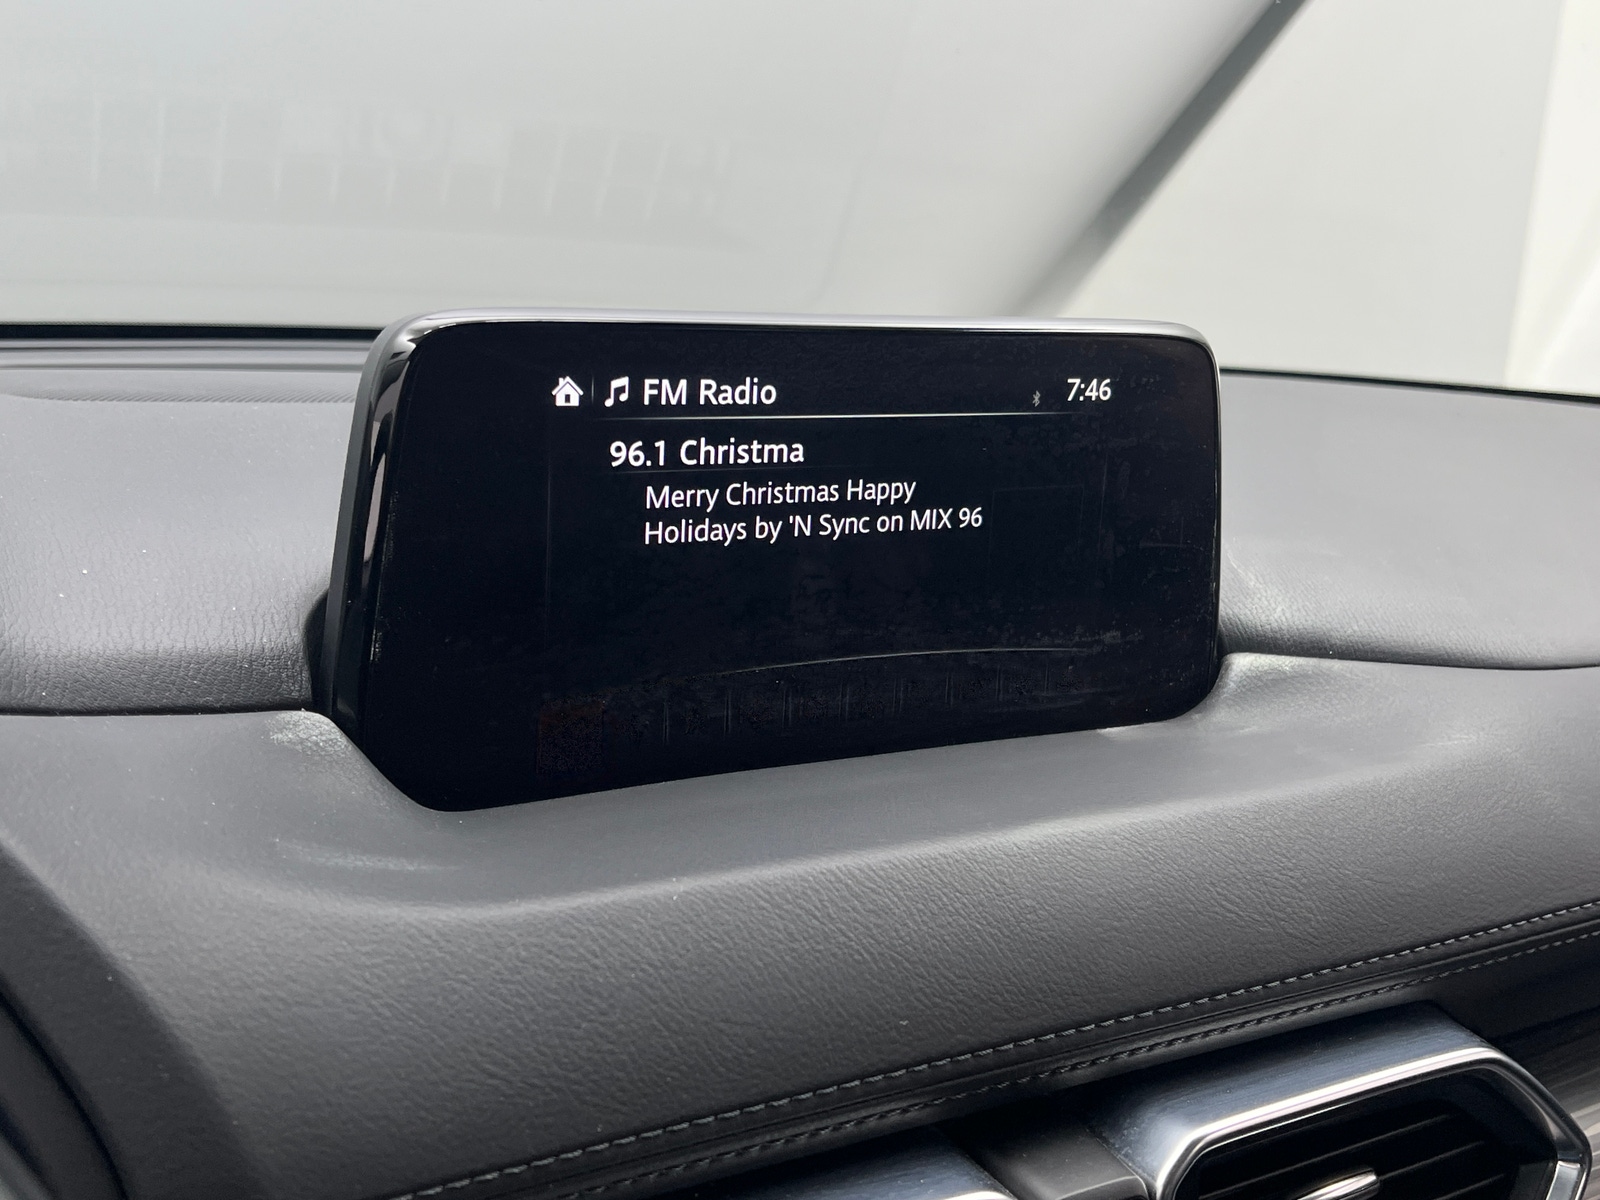 FM Radio 7:46
96.1 Christma
Merry Christmas Happy
Holidays by 'N Sync on MIX 96